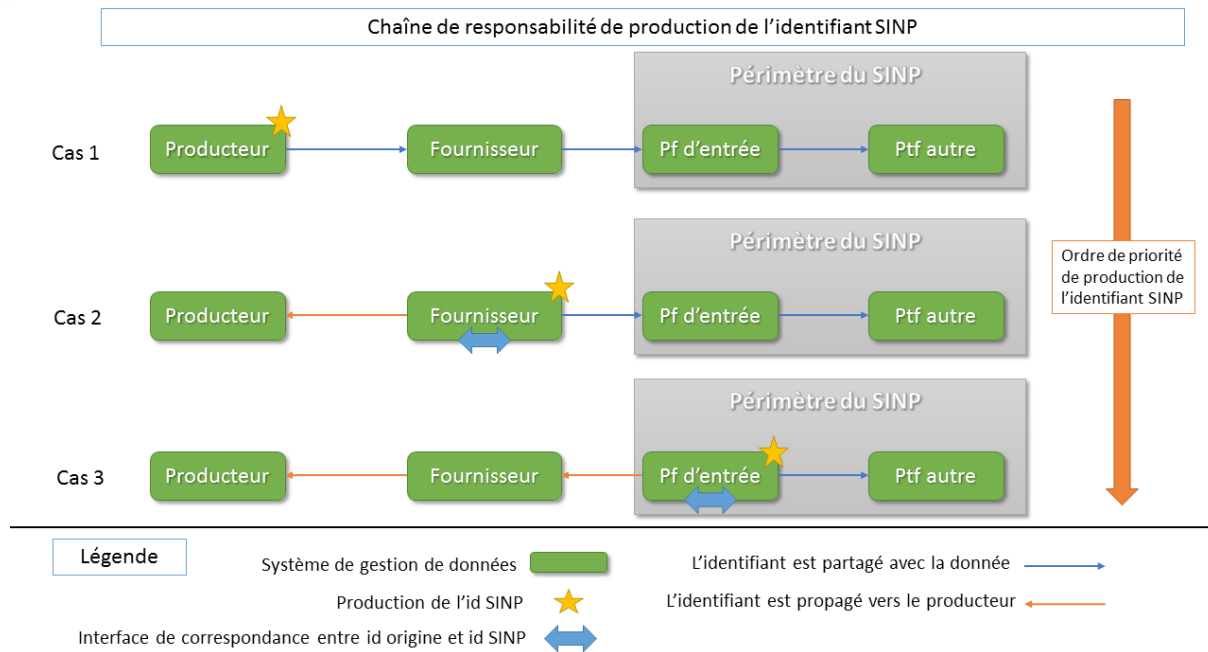 Chaîne de responsabilité de production de l'identifiant SINP
Périmètre du SINP
Cas 1
Producteur
Fournisseur
Pf d'entrée
Ptf autre
Périmètre du SINP
Cas 2
Producteur
Fournisseur
Pf d'entrée
Ptf autre
Ordre de priorité
de production de
l'identifiant SINP
Périmètre du SINP
Cas 3
Producteur
Fournisseur
Pf d'entrée
Ptf autre
Légende
Système de gestion de données
L'identifiant est partagé avec la donnée
Production de l'id SINP
L'identifiant est propagé vers le producteur
Interface de correspondance entre id origine et id SINP